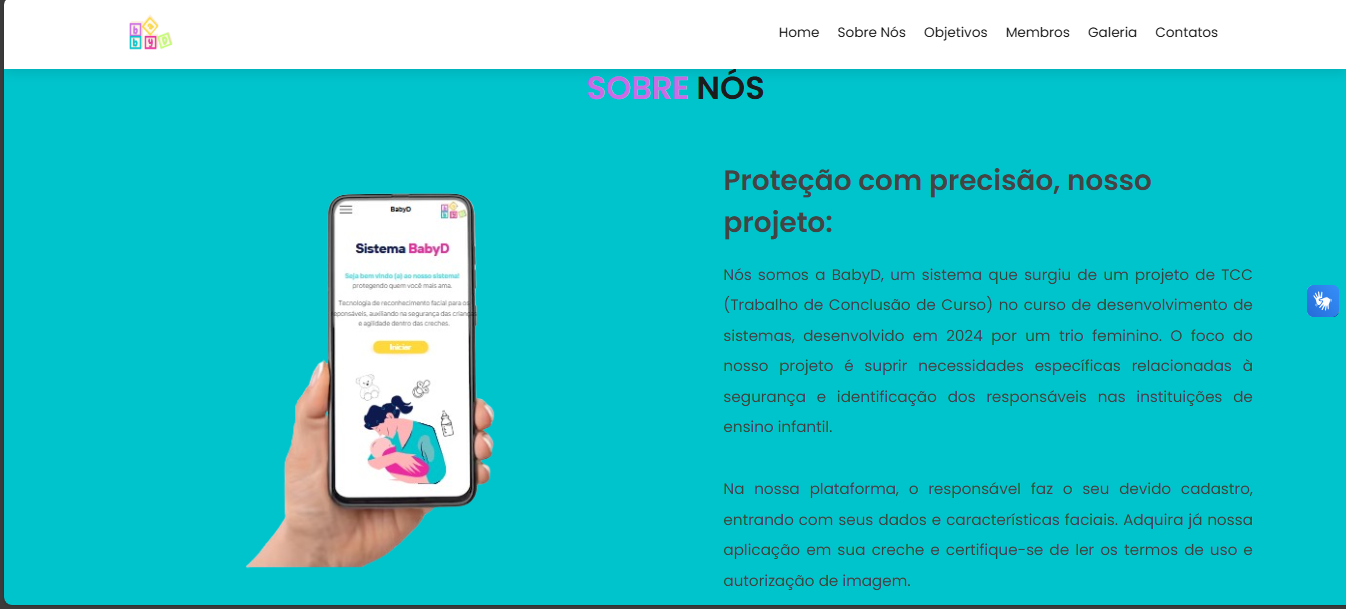 b
b y D
Home Sobre Nós Objetivos Membros Galeria Contatos
SOBRE NÓS
Proteção com precisão, nosso
projeto:
Nós somos a BabyD, um sistema que surgiu de um projeto de TCC
(Trabalho de Conclusão de Curso) no curso de desenvolvimento de
sistemas, desenvolvido em 2024 por um trio feminino. O foco do
nosso projeto é suprir necessidades específicas relacionadas à
segurança e identificação dos responsáveis nas instituições de
ensino infantil.
Na nossa plataforma, o responsável faz o seu devido cadastro,
entrando com seus dados e características faciais. Adquira já nossa
aplicação em sua creche e certifique-se de ler os termos de uso e
autorização de imagem.
BabyD
Sistema BabyD
Seja bem vindo (a) ao nosso sistema!
protegendo quem você mais ama.
Tecnologia de reconhecimento facial para os
responsáveis, auxiliando na segurança das crianças
e agilidade dentro das creches.
Iniciar